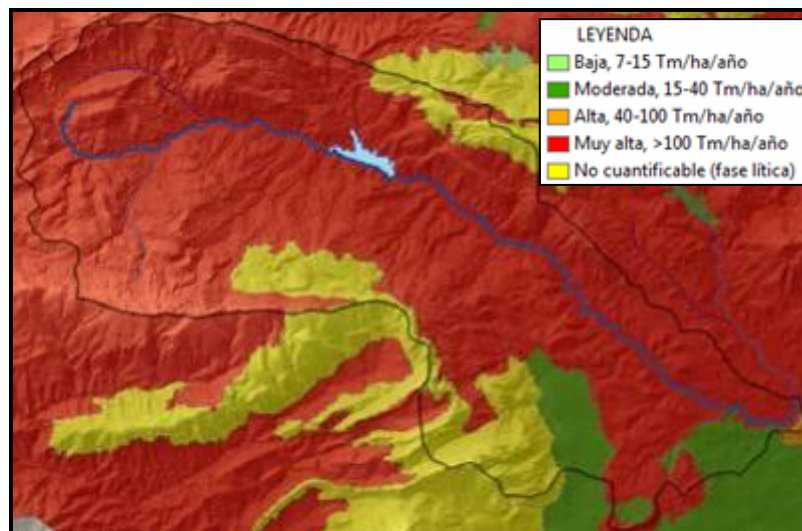 LEYENDA
Baja, 7-15 Tm/ha/año
Moderada, 15-40 Tm/ha/año
Alta, 40-100 Tm/ha/año
Muy alta, >100 Tm/ha/año
No cuantificable (fase lítica)